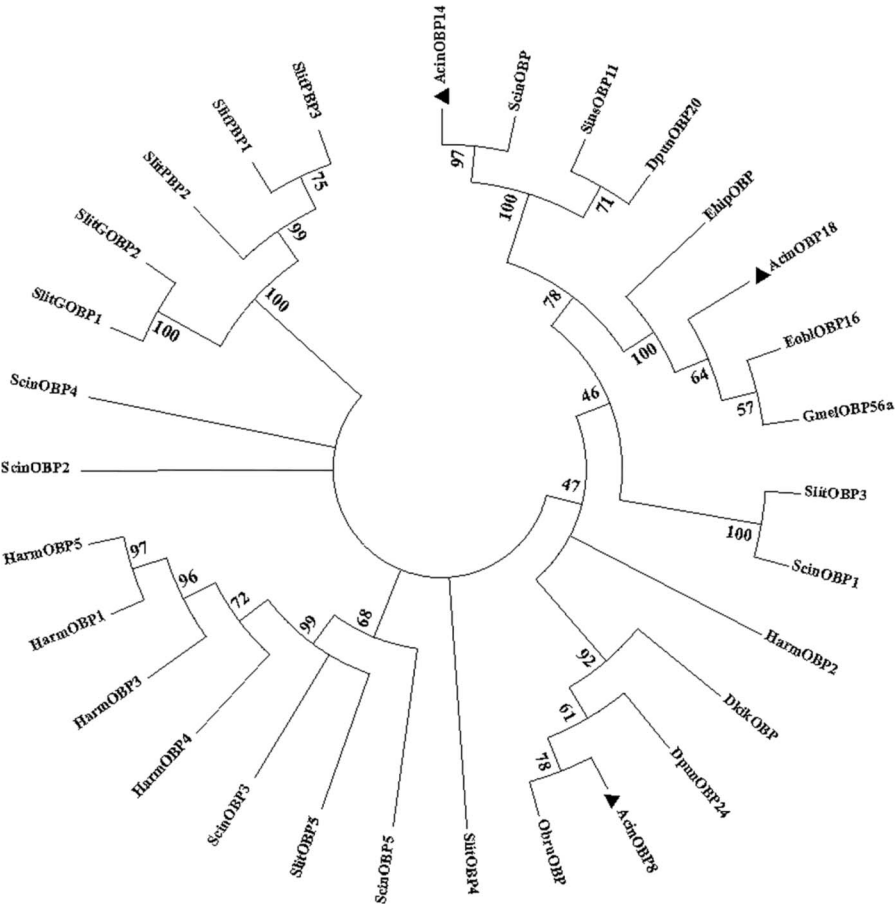 AcinOBP14
ScinOBP
SinsOBP11
DpunOBP20
EhipOBP
AcinOBP18
EoblOBP16
GmelOBP56a
SlitOBP3
ScinOBP1
HarmOBP2
DkikOBP
DpunOBP24
AcinOBP8
ObruOBP
SlitOBP4
ScinOBP5
SlitOBP5
ScinOBP3
HarmOBP4
HarmOBP3
HarmOBP1
HarmOBP5
ScinOBP2
ScinOBP4
SlitGOBP1
SlitGOBP2
SlitPBP2
SlitPBP1
SlitPBP3
97
100
71
78
100
64
57
46
100
47
92
61
78
68
99
72
96
97
100
100
99
75